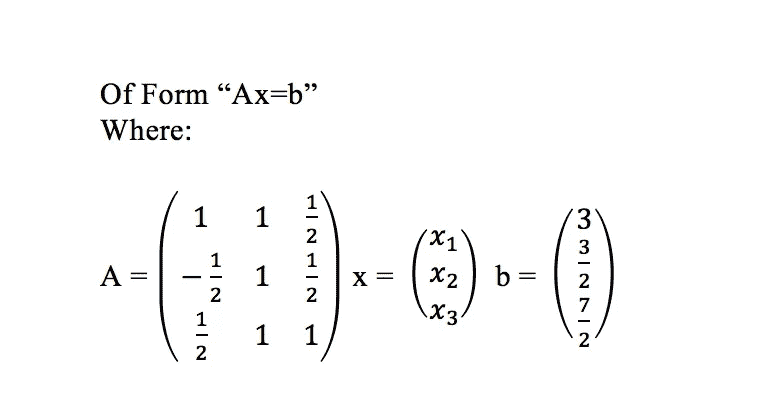 Of Form “Ax=b”
Where:
A = ( 1 1 1/2
-1/2 1 1/2
1/2 1 1 ) x = ( x₁
x₂
x₃ ) b = ( 3
3/2
7/2 )